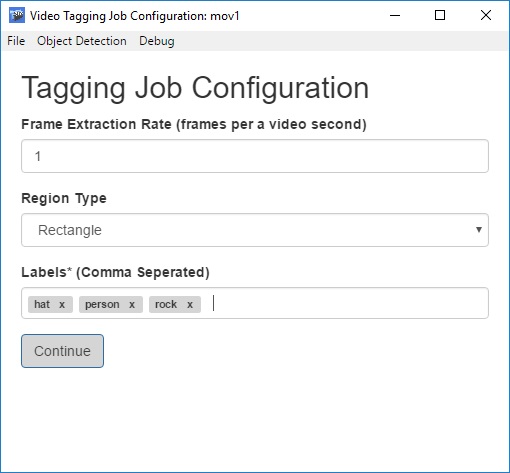 Video Tagging Job Configuration: mov1
File Object Detection Debug
Tagging Job Configuration
Frame Extraction Rate (frames per a video second)
1
Region Type
Rectangle
Labels* (Comma Seperated)
hat x person x rock x
Continue